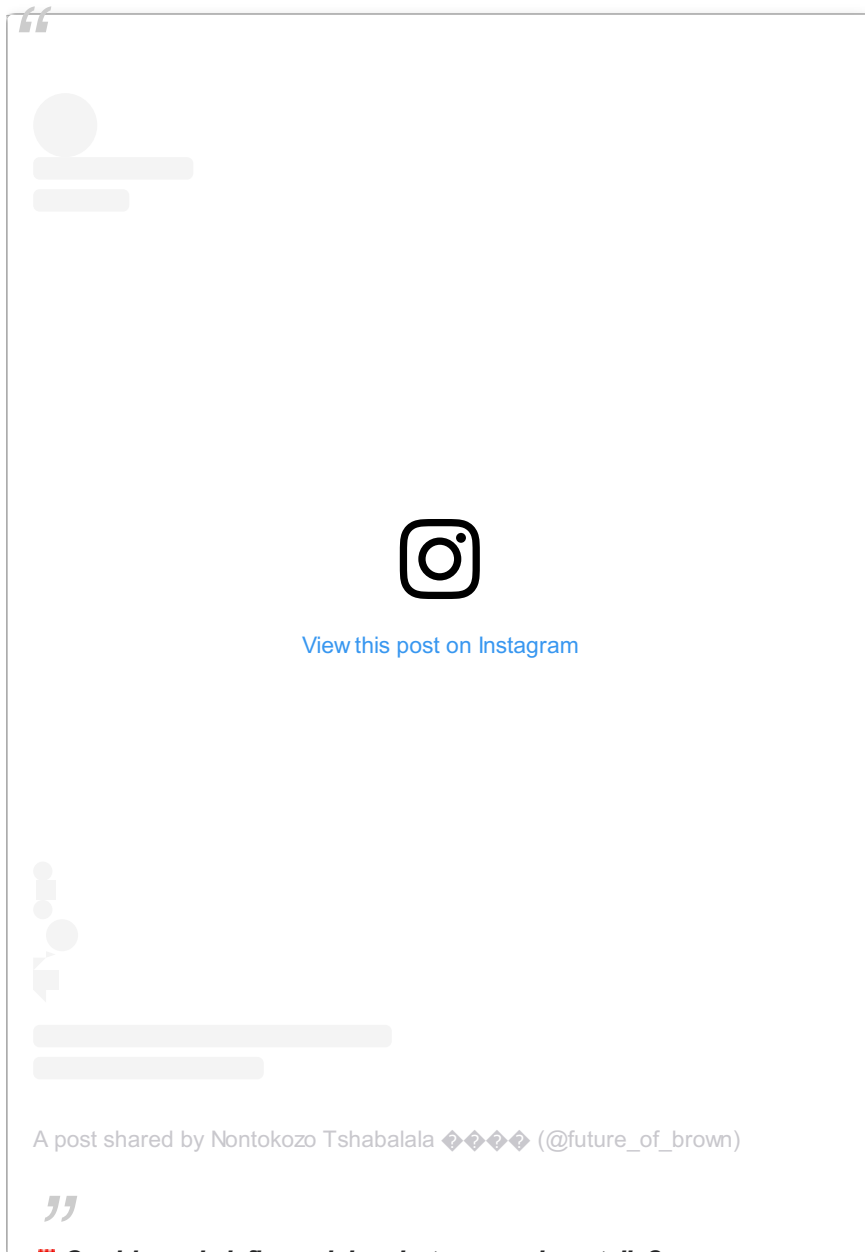 “
View this post on Instagram
A post shared by Nontokozo Tshabalala ���� (@future_of_brown)
”